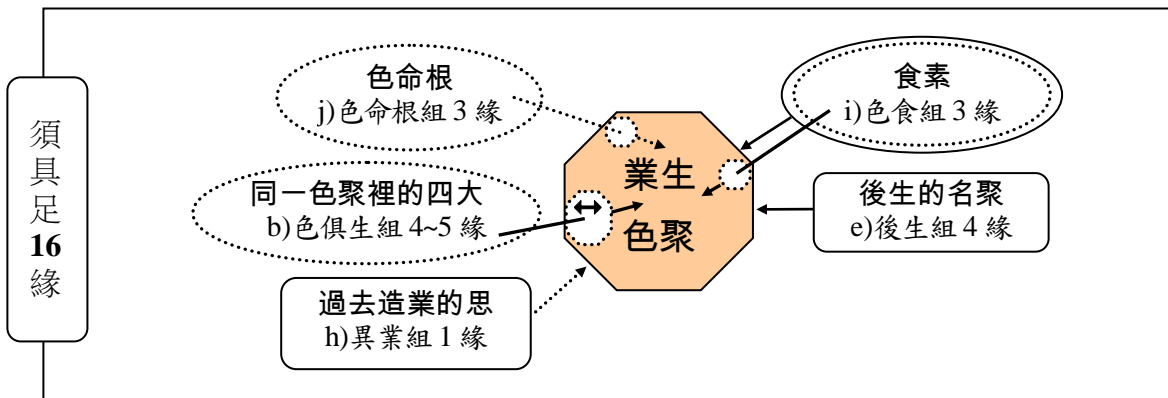 須具足16緣
色命根
j)色命根組 3 緣
食素
i)色食組 3 緣
業生
色聚
同一色聚裡的四大
b)色俱生組 4~5 緣
後生的名聚
e)後生組 4 緣
過去造業的思
h)異業組 1 緣